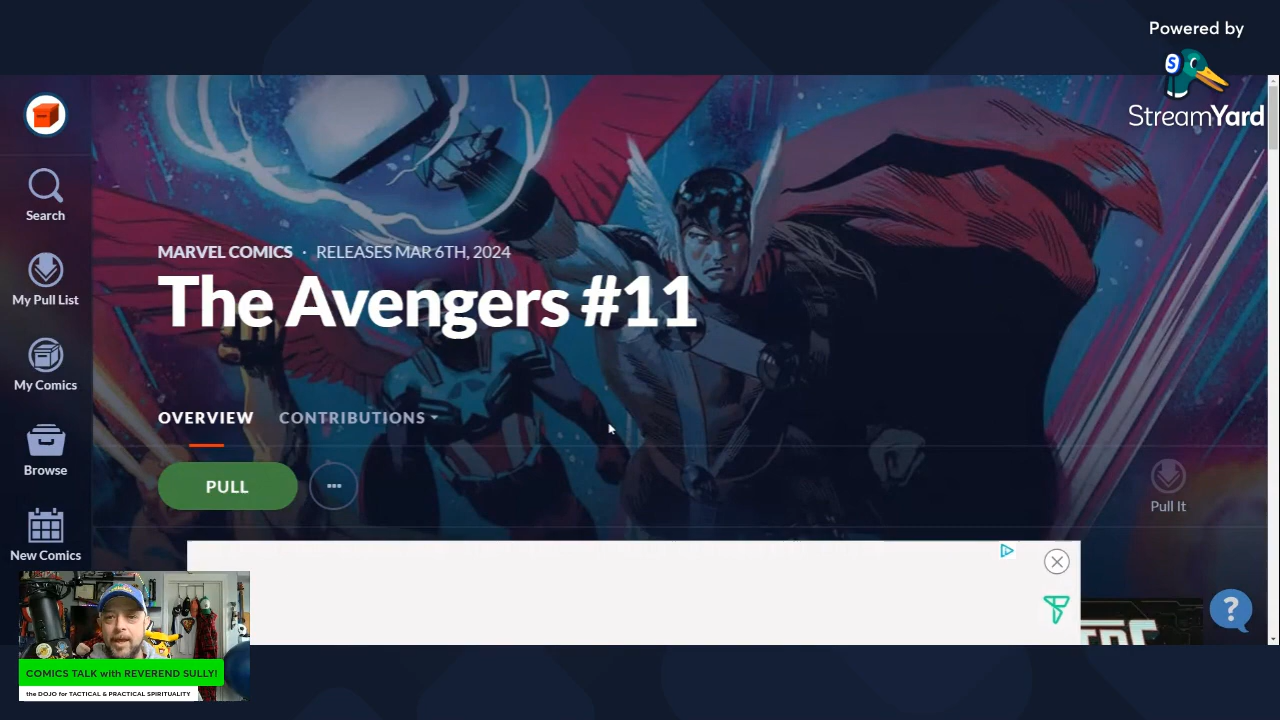 Powered by
StreamYard
Search
My Pull List
My Comics
Browse
New Comics
MARVEL COMICS · RELEASES MAR 6TH, 2024
The Avengers #11
OVERVIEW CONTRIBUTIONS
PULL
Pull It
?
COMICS TALK with REVEREND SULLY!
the DOJO for TACTICAL & PRACTICAL SPIRITUALITY